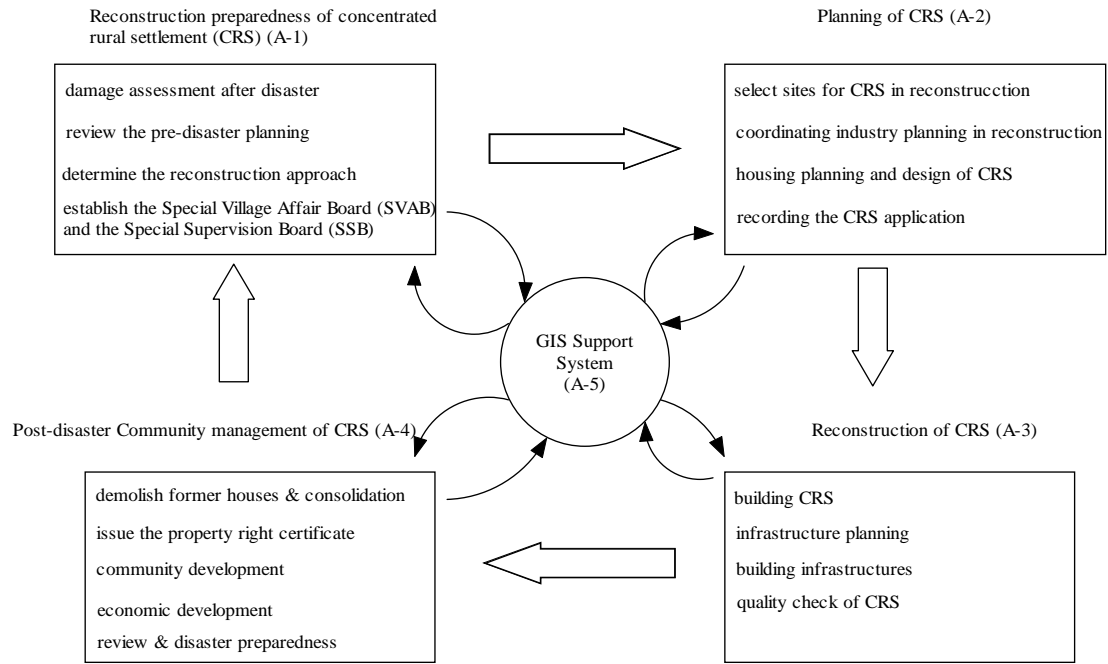 Reconstruction preparedness of concentrated
rural settlement (CRS) (A-1)
damage assessment after disaster
review the pre-disaster planning
determine the reconstruction approach
establish the Special Village Affair Board (SVAB)
and the Special Supervision Board (SSB)
Planning of CRS (A-2)
select sites for CRS in reconstrucction
coordinating industry planning in reconstruction
housing planning and design of CRS
recording the CRS application
GIS Support
System
(A-5)
Post-disaster Community management of CRS (A-4)
demolish former houses & consolidation
issue the property right certificate
community development
economic development
review & disaster preparedness
Reconstruction of CRS (A-3)
building CRS
infrastructure planning
building infrastructures
quality check of CRS